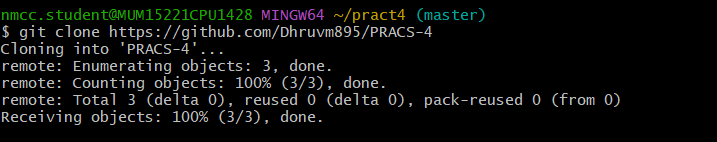 nmcc.student@MUM15221CPU1428 MINGW64 ~/pract4 (master)
$ git clone https://github.com/Dhruvm895/PRACS-4
Cloning into 'PRACS-4'...
remote: Enumerating objects: 3, done.
remote: Counting objects: 100% (3/3), done.
remote: Total 3 (delta 0), reused 0 (delta 0), pack-reused 0 (from 0)
Receiving objects: 100% (3/3), done.